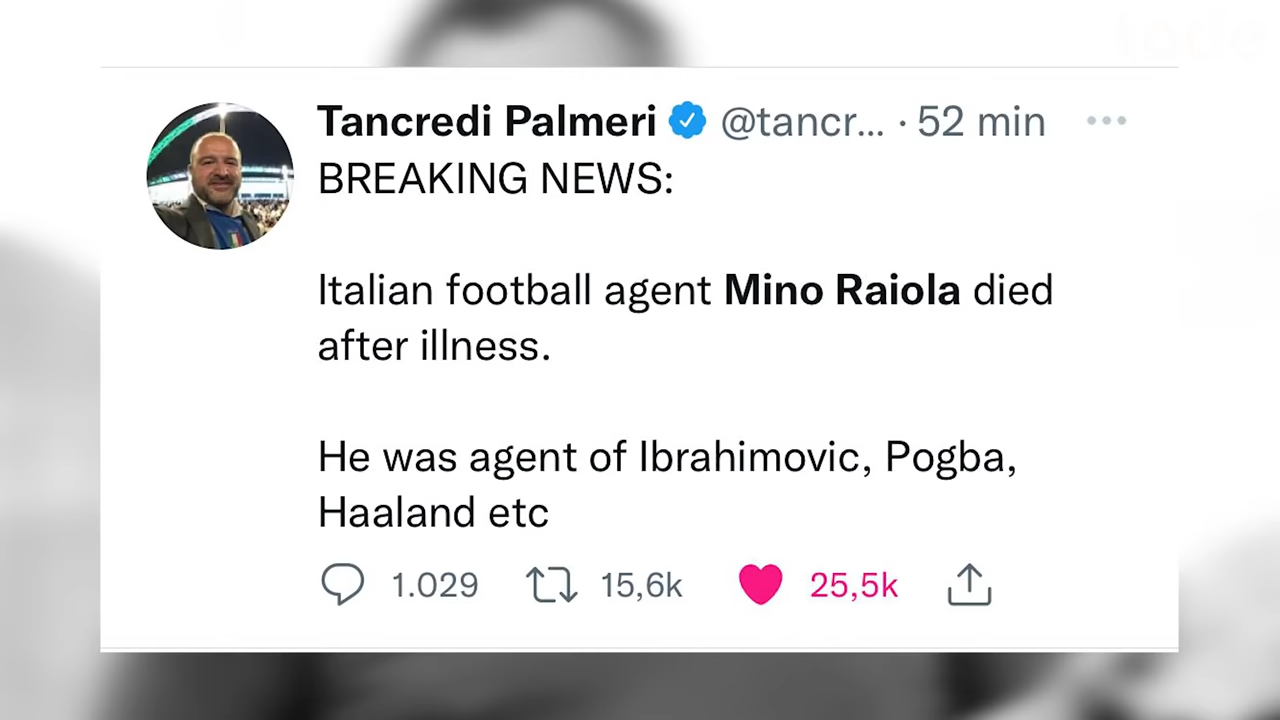 Tancredi Palmeri @tancr... · 52 min
BREAKING NEWS:
Italian football agent Mino Raiola died
after illness.
He was agent of Ibrahimovic, Pogba,
Haaland etc
1.029 15,6k 25,5k